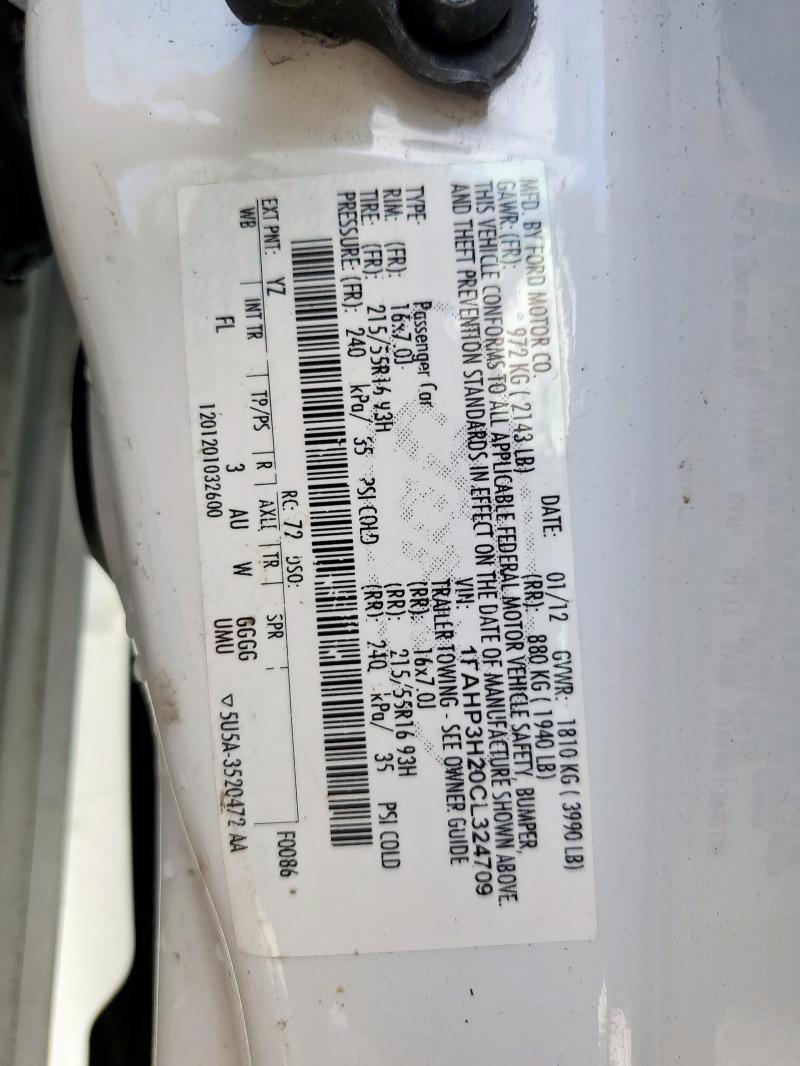 MFD. BY FORD MOTOR CO. DATE: 01/12 GVWR: 1810 KG ( 3990 LB)
GAWR: (FR): 972 KG ( 2143 LB) (RR): 880 KG ( 1940 LB)
THIS VEHICLE CONFORMS TO ALL APPLICABLE FEDERAL MOTOR VEHICLE SAFETY, BUMPER,
AND THEFT PREVENTION STANDARDS IN EFFECT ON THE DATE OF MANUFACTURE SHOWN ABOVE.
VIN: 1FAHP3H20CL324709
TYPE: Passenger Car TRAILER TOWING - SEE OWNER GUIDE
RIM: (FR): 16x7.0J (RR): 16x7.0J
TIRE: (FR): 215/55R16 93H (RR): 215/55R16 93H
PRESSURE: (FR): 240 kPa/ 35 PSI COLD (RR): 240 kPa/ 35 PSI COLD
F0086
EXT PNT: YZ RC: 72 DSO:
WB INT TR TP/PS R AXLE TR SPR
FL 3 AU W GGGG
1201201032600 UMU ▽5U5A-3520472 AA